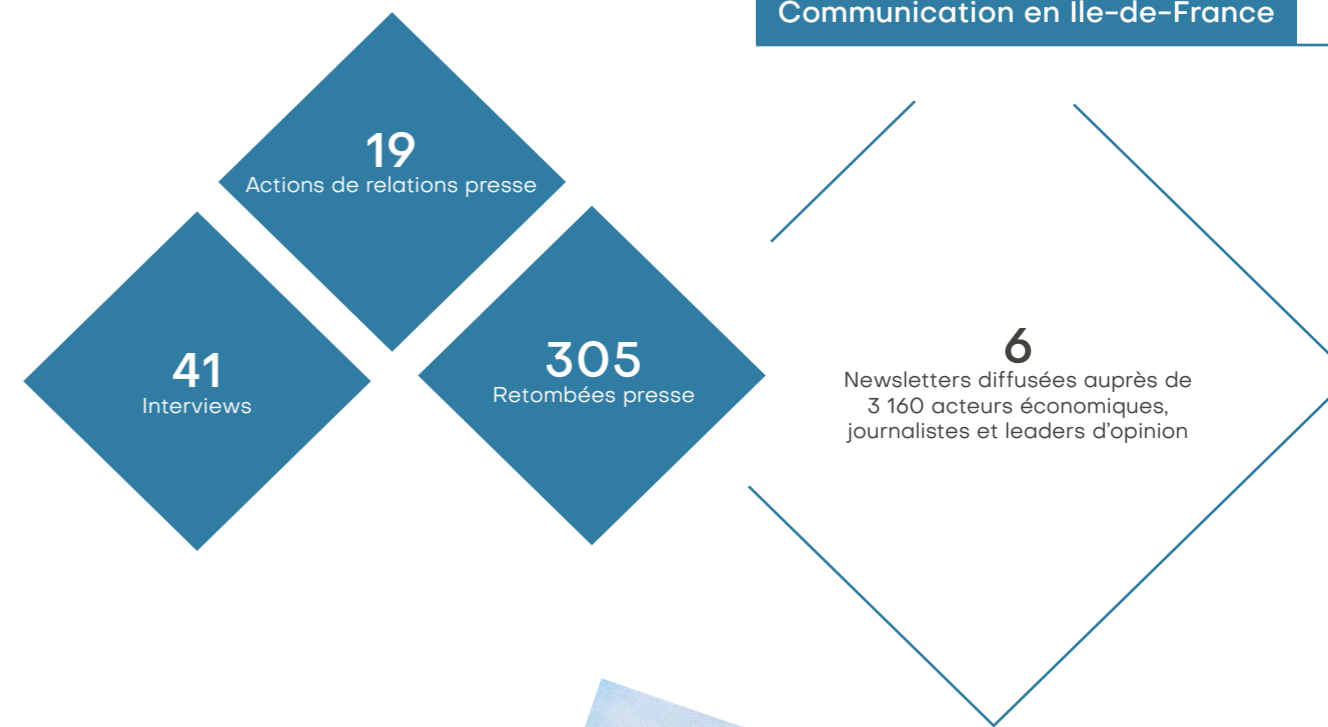 Communication en Île-de-France
19
Actions de relations presse
41
Interviews
305
Retombées presse
6
Newsletters diffusées auprès de
3 160 acteurs économiques,
journalistes et leaders d'opinion